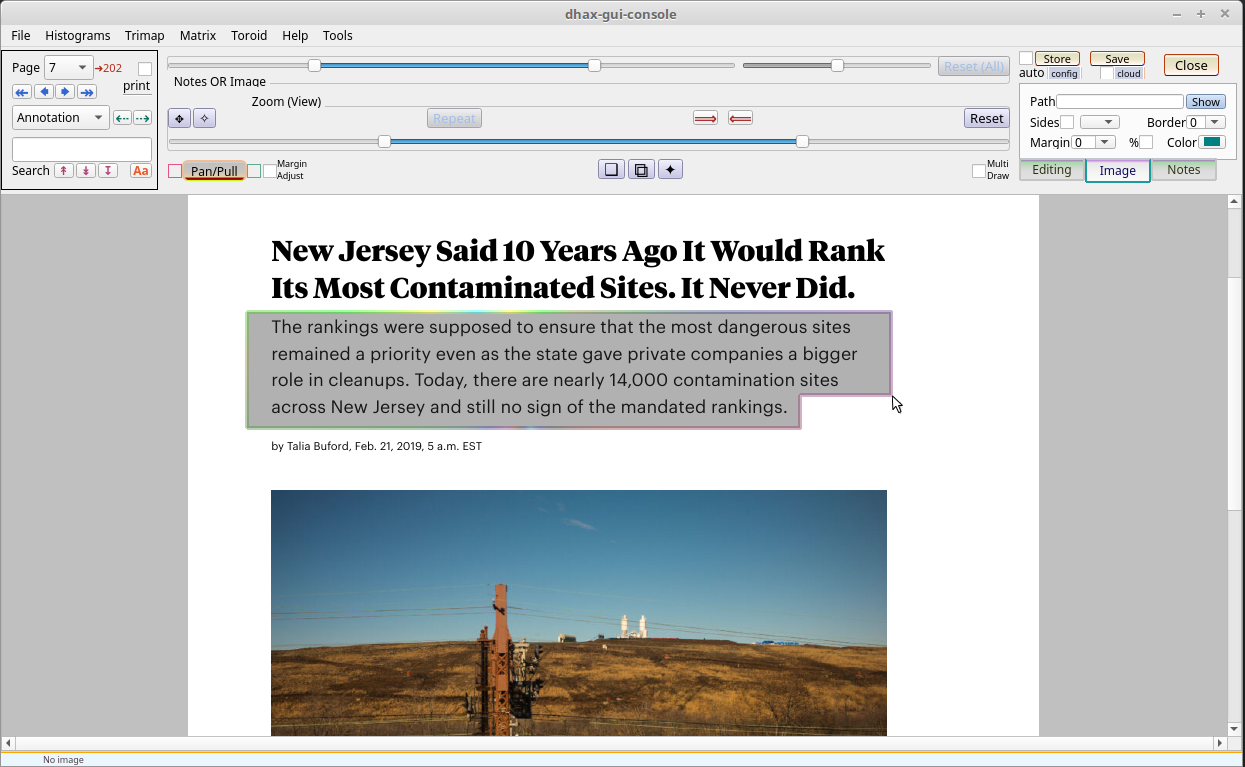 dhax-gui-console
File Histograms Trimap Matrix Toroid Help Tools
Page 7 →202
print
Annotation
Search Aa
Reset (All)
Notes OR Image
Zoom (View)
Repeat
Reset
Pan/Pull
Margin
Adjust
Multi
Draw
Store Save Close
auto config cloud
Path Show
Sides Border 0
Margin 0 % Color
Editing Image Notes
New Jersey Said 10 Years Ago It Would Rank
Its Most Contaminated Sites. It Never Did.
The rankings were supposed to ensure that the most dangerous sites
remained a priority even as the state gave private companies a bigger
role in cleanups. Today, there are nearly 14,000 contamination sites
across New Jersey and still no sign of the mandated rankings.
by Talia Buford, Feb. 21, 2019, 5 a.m. EST
No image